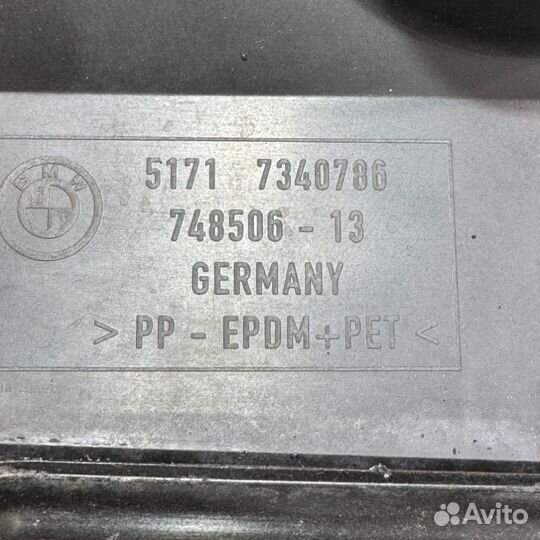 BMW
5171 7340786
748506 - 13
GERMANY
> PP - EPDM+PET <
Avito